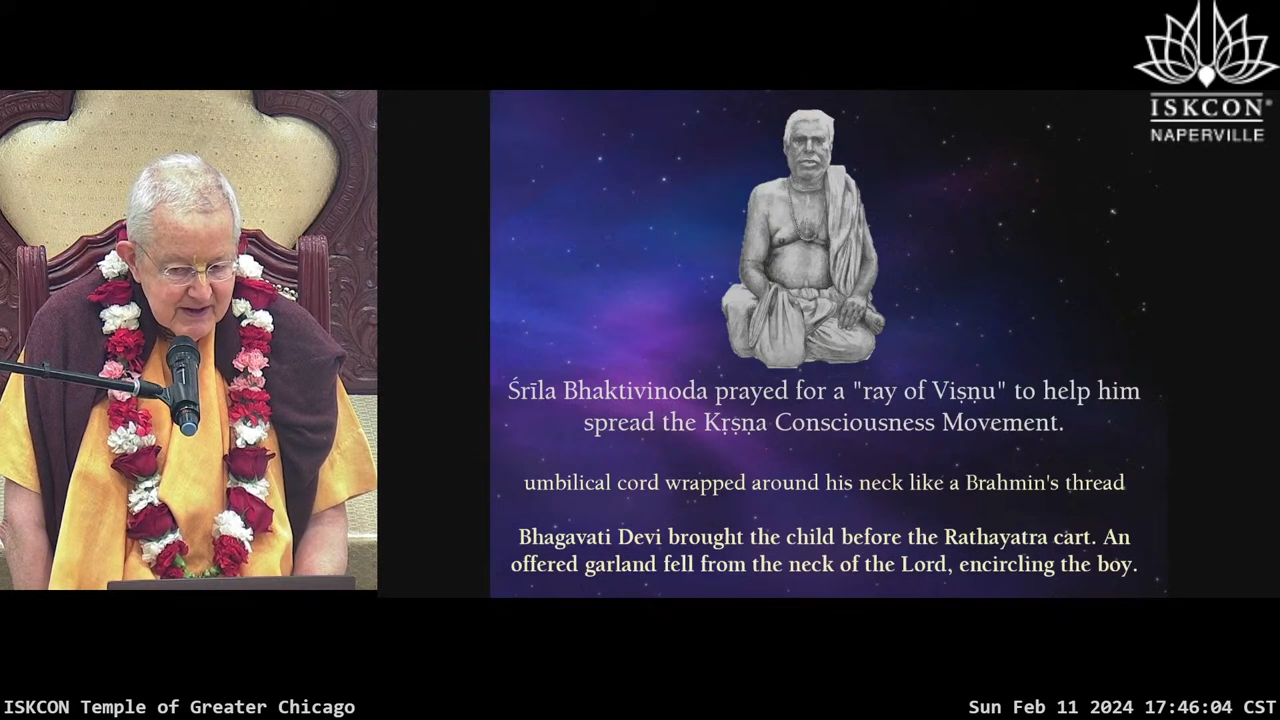 ISKCON
NAPERVILLE
Śrīla Bhaktivinoda prayed for a "ray of Viṣṇu" to help him
spread the Kṛṣṇa Consciousness Movement.
umbilical cord wrapped around his neck like a Brahmin's thread
Bhagavati Devi brought the child before the Rathayatra cart. An
offered garland fell from the neck of the Lord, encircling the boy.
ISKCON Temple of Greater Chicago
Sun Feb 11 2024 17:46:04 CST